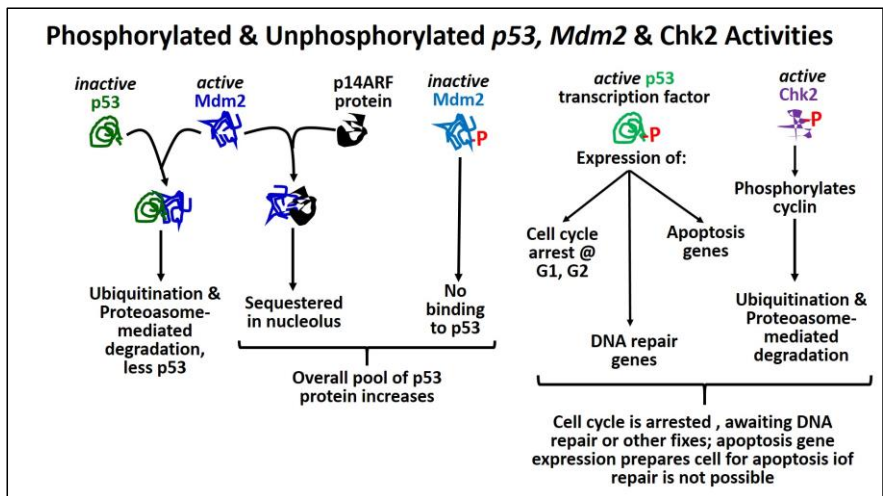 Phosphorylated & Unphosphorylated p53, Mdm2 & Chk2 Activities
inactive
p53
active
Mdm2
p14ARF
protein
inactive
Mdm2
P
active p53
transcription factor
P
Expression of:
active
Chk2
P
Phosphorylates
cyclin
Cell cycle
arrest @
G1, G2
Apoptosis
genes
DNA repair
genes
Ubiquitination &
Proteoasome-
mediated
degradation,
less p53
Sequestered
in nucleolus
No
binding
to p53
Ubiquitination &
Proteoasome-
mediated
degradation
Overall pool of p53
protein increases
Cell cycle is arrested , awaiting DNA
repair or other fixes; apoptosis gene
expression prepares cell for apoptosis iof
repair is not possible